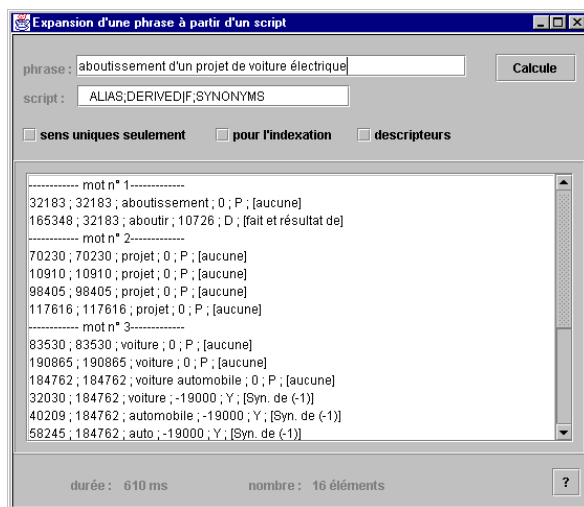 Expansion d'une phrase à partir d'un script
phrase : aboutissement d'un projet de voiture électrique
Calcule
script : ALIAS;DERIVED|F;SYNONYMS
sens uniques seulement pour l'indexation descripteurs
------------ mot n° 1-------------
32183 ; 32183 ; aboutissement ; 0 ; P ; [aucune]
165348 ; 32183 ; aboutir ; 10726 ; D ; [fait et résultat de]
------------ mot n° 2-------------
70230 ; 70230 ; projet ; 0 ; P ; [aucune]
10910 ; 10910 ; projet ; 0 ; P ; [aucune]
98405 ; 98405 ; projet ; 0 ; P ; [aucune]
117616 ; 117616 ; projet ; 0 ; P ; [aucune]
------------ mot n° 3-------------
83530 ; 83530 ; voiture ; 0 ; P ; [aucune]
190865 ; 190865 ; voiture ; 0 ; P ; [aucune]
184762 ; 184762 ; voiture automobile ; 0 ; P ; [aucune]
32030 ; 184762 ; voiture ; -19000 ; Y ; [Syn. de (-1)]
40209 ; 184762 ; automobile ; -19000 ; Y ; [Syn. de (-1)]
58245 ; 184762 ; auto ; -19000 ; Y ; [Syn. de (-1)]
durée : 610 ms nombre : 16 éléments ?